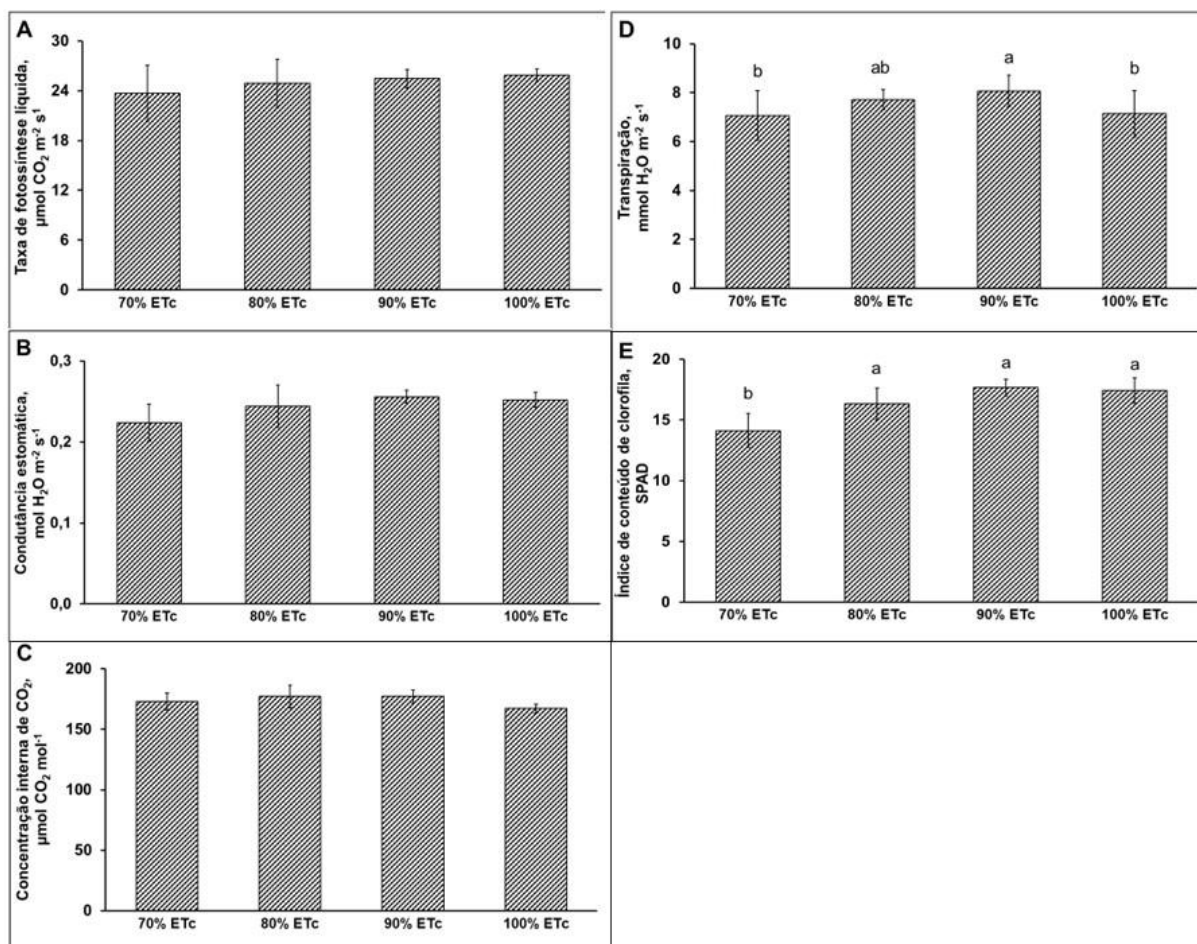 A
Taxa de fotossíntese líquida,
µmol CO₂ m⁻² s¹
30
24
18
12
6
0
70% ETc
80% ETc
90% ETc
100% ETc
B
Condutância estomática,
mol H₂O m⁻² s⁻¹
0,3
0,2
0,1
0,0
70% ETc
80% ETc
90% ETc
100% ETc
C
Concentração interna de CO₂,
µmol CO₂ mol⁻¹
200
150
100
50
0
70% ETc
80% ETc
90% ETc
100% ETc
D
Transpiração,
mmol H₂O m⁻² s⁻¹
10
8
6
4
2
0
b
ab
a
b
70% ETc
80% ETc
90% ETc
100% ETc
E
Índice de conteúdo de clorofila,
SPAD
20
15
10
5
0
b
a
a
a
70% ETc
80% ETc
90% ETc
100% ETc